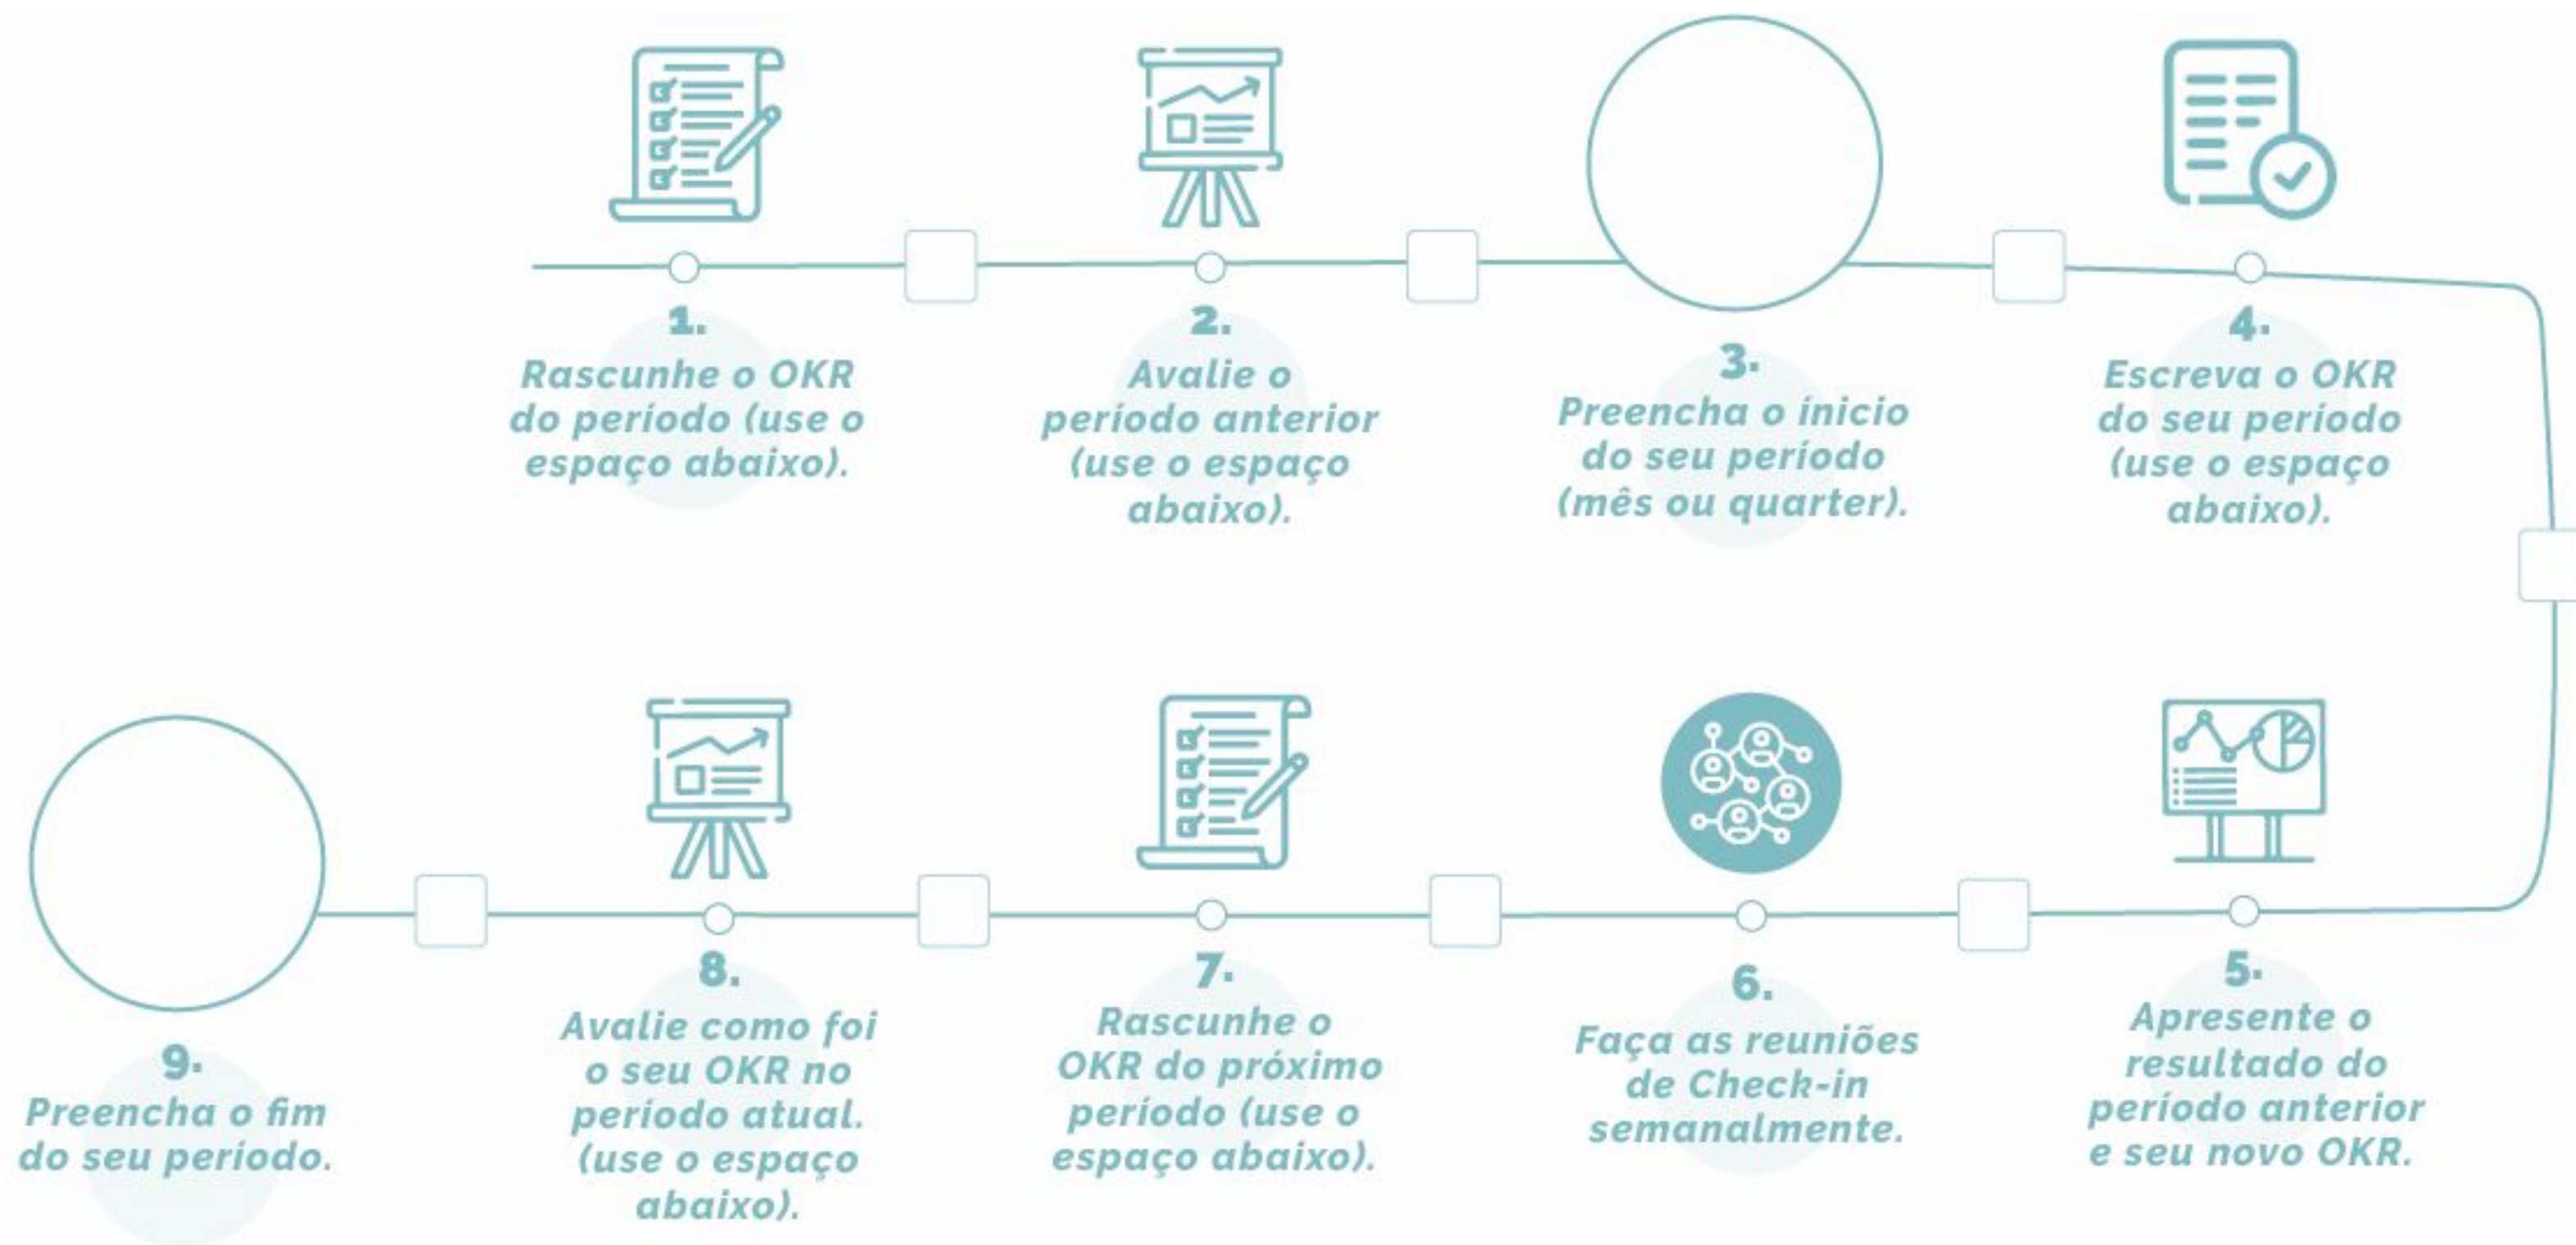 1.
Rascunhe o OKR
do período (use o
espaço abaixo).
2.
Avalie o
período anterior
(use o espaço
abaixo).
3.
Preencha o ínicio
do seu período
(mês ou quarter).
4.
Escreva o OKR
do seu período
(use o espaço
abaixo).
5.
Apresente o
resultado do
período anterior
e seu novo OKR.
6.
Faça as reuniões
de Check-in
semanalmente.
7.
Rascunhe o
OKR do próximo
período (use o
espaço abaixo).
8.
Avalie como foi
o seu OKR no
período atual.
(use o espaço
abaixo).
9.
Preencha o fim
do seu período.